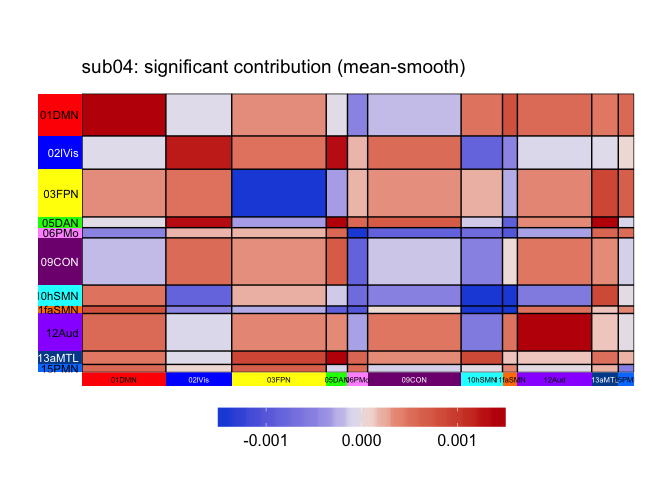 sub04: significant contribution (mean-smooth)
01DMN
02lVis
03FPN
05DAN
06PMo
09CON
10hSMN
1faSMN
12Aud
13aMTL
15PMN
01DMN 02lVis 03FPN 05DAN 06PMo 09CON 10hSMN 11faSMN 12Aud 13aMTL 15PMN
-0.001 0.000 0.001